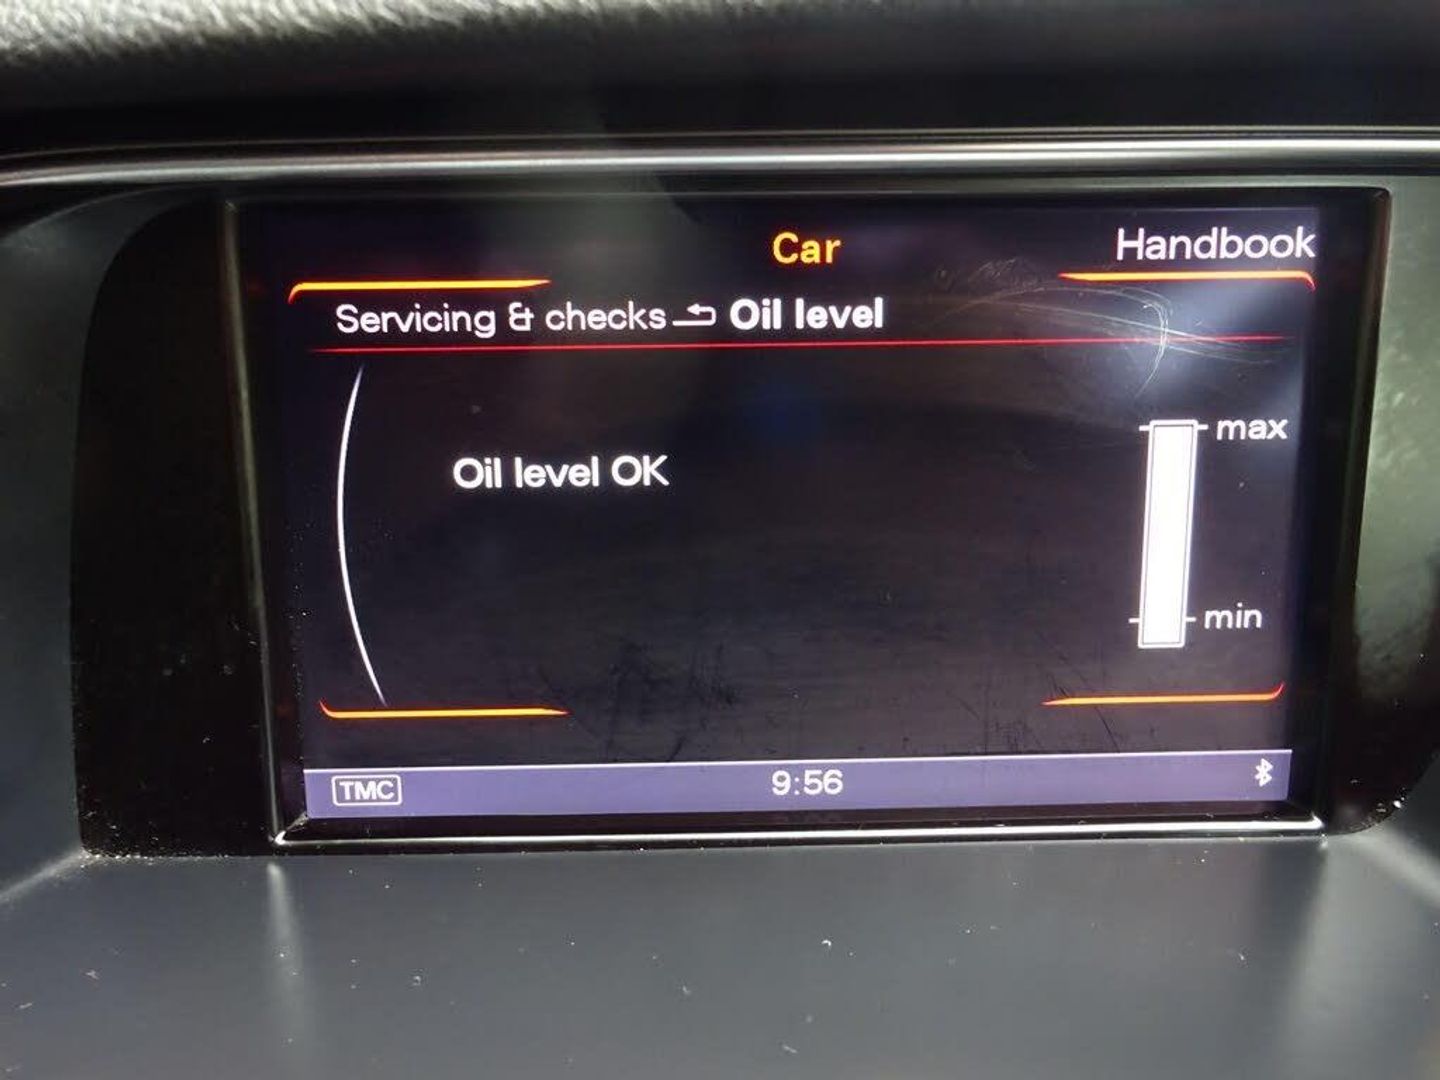 Car
Handbook
Servicing & checks Oil level
Oil level OK
max
min
TMC
9:56